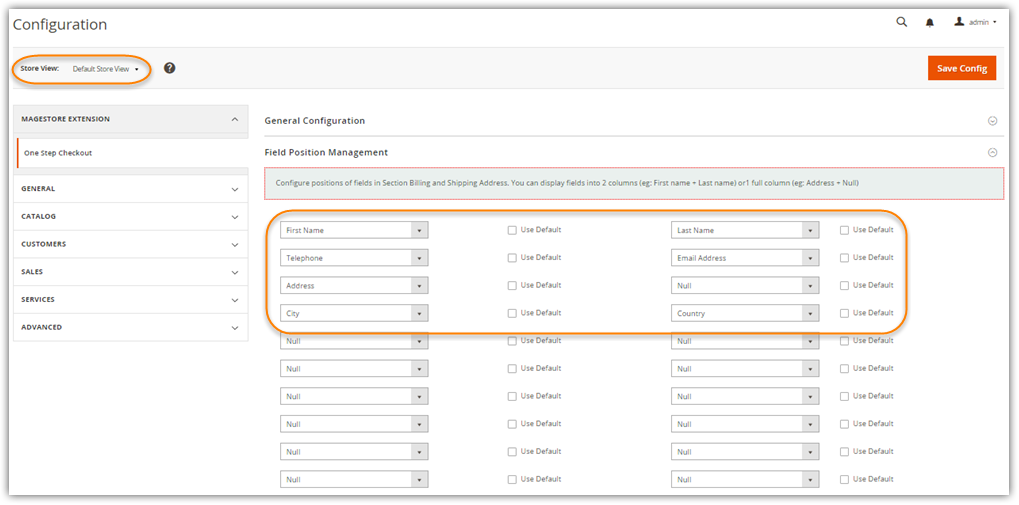 Configuration
admin
Store View: Default Store View ?
Save Config
MAGESTORE EXTENSION
One Step Checkout
GENERAL
CATALOG
CUSTOMERS
SALES
SERVICES
ADVANCED
General Configuration
Field Position Management
Configure positions of fields in Section Billing and Shipping Address. You can display fields into 2 columns (eg: First name + Last name) or1 full column (eg: Address + Null)
First Name Use Default Last Name Use Default
Telephone Use Default Email Address Use Default
Address Use Default Null Use Default
City Use Default Country Use Default
Null Use Default Null Use Default
Null Use Default Null Use Default
Null Use Default Null Use Default
Null Use Default Null Use Default
Null Use Default Null Use Default
Null Use Default Null Use Default